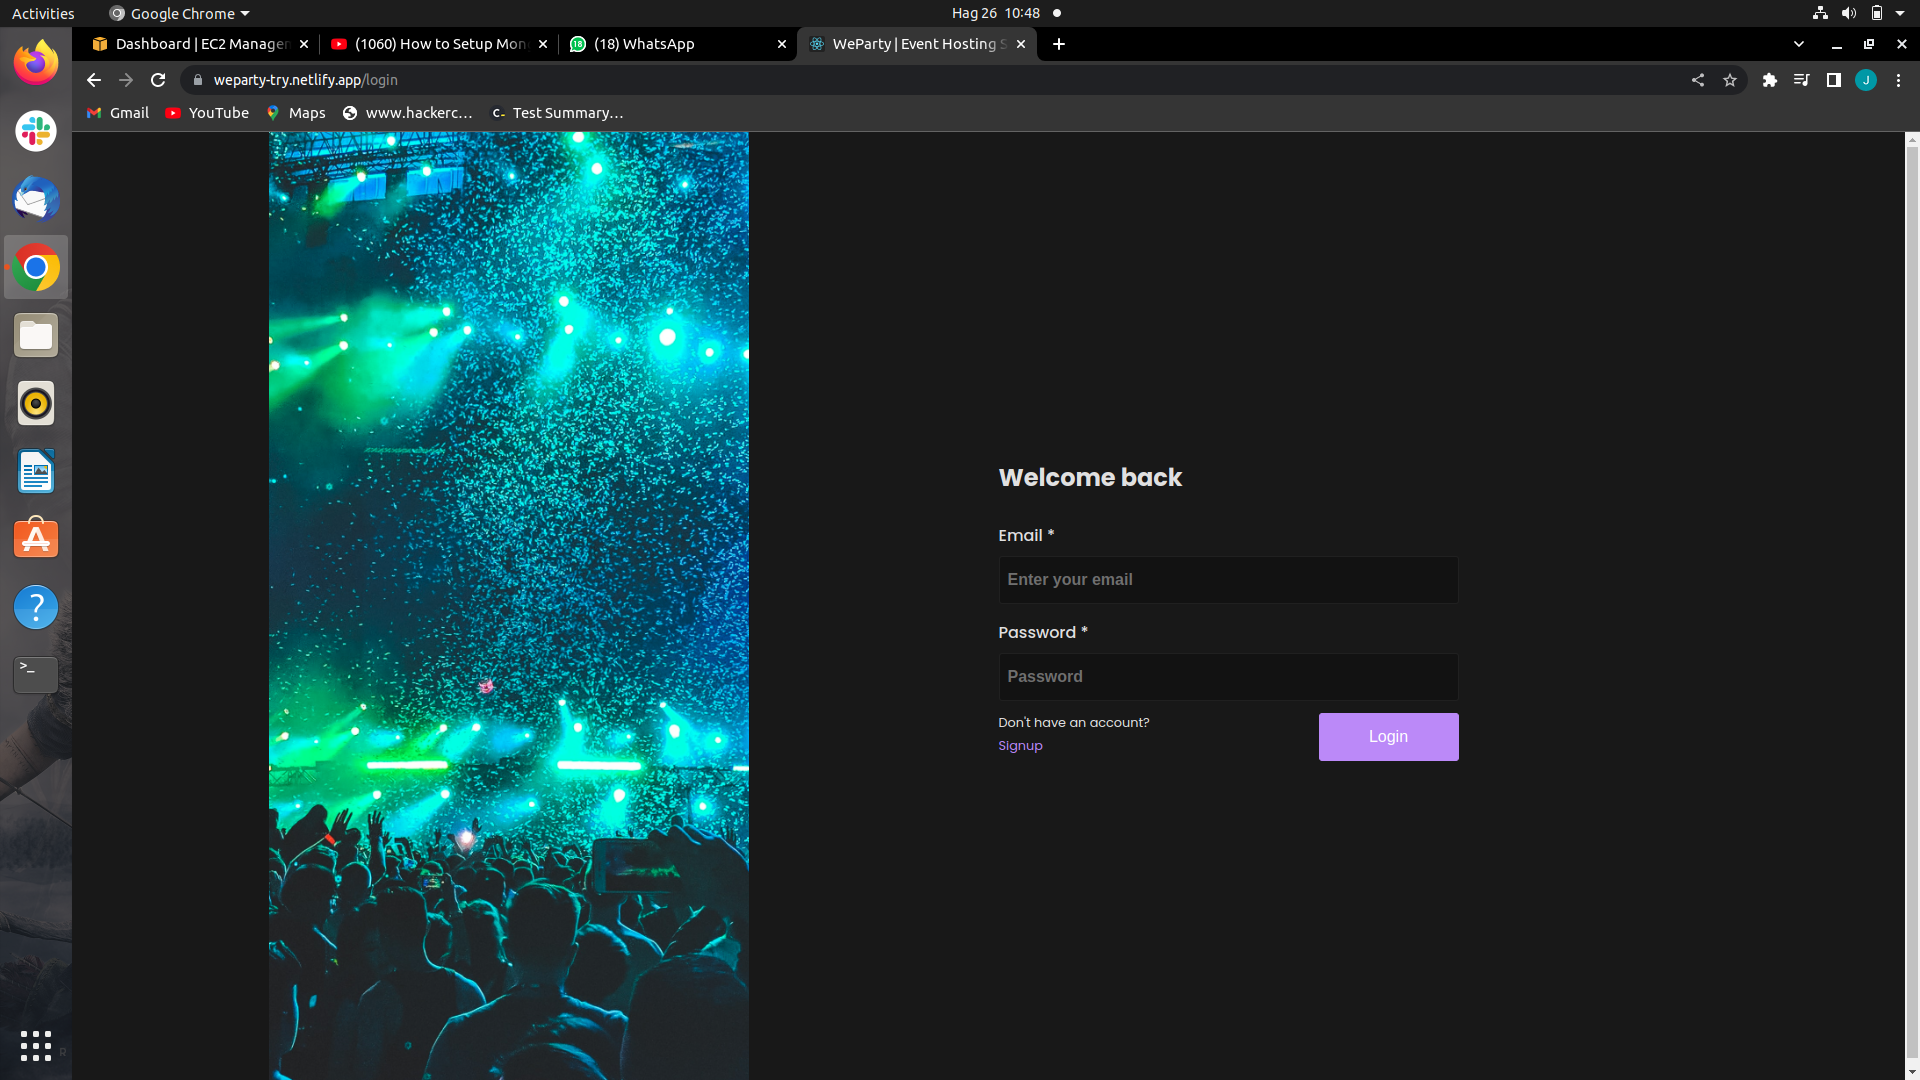 Activities
Google Chrome
Hag 26 10:48
Dashboard | EC2 Manage
(1060) How to Setup Mon
(18) WhatsApp
WeParty | Event Hosting S
weparty-try.netlify.app/login
J
Gmail
YouTube
Maps
www.hackerc...
Test Summary...
Welcome back
Email *
Enter your email
Password *
Password
Don't have an account?
Signup
Login